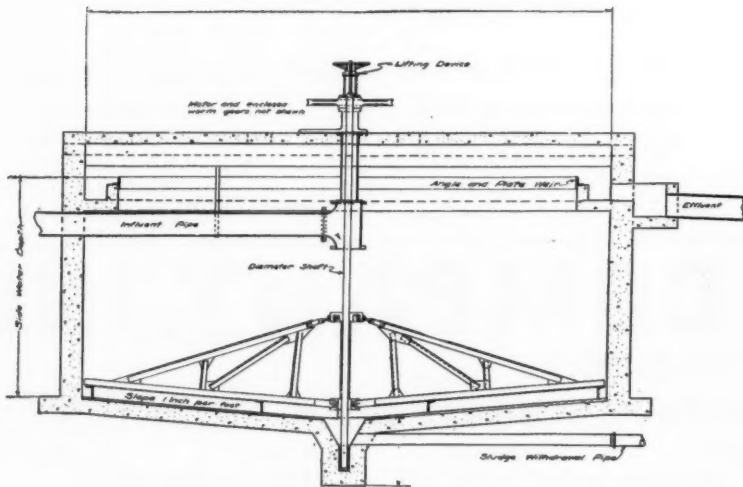 Lifting Device
Motor and enclosed
worm gears not shown
Angle and Plate Weir
Effluent
Influent Pipe
Side Water Depth
Diameter Shaft
Slope 1 inch per foot
Sludge Withdrawal Pipe